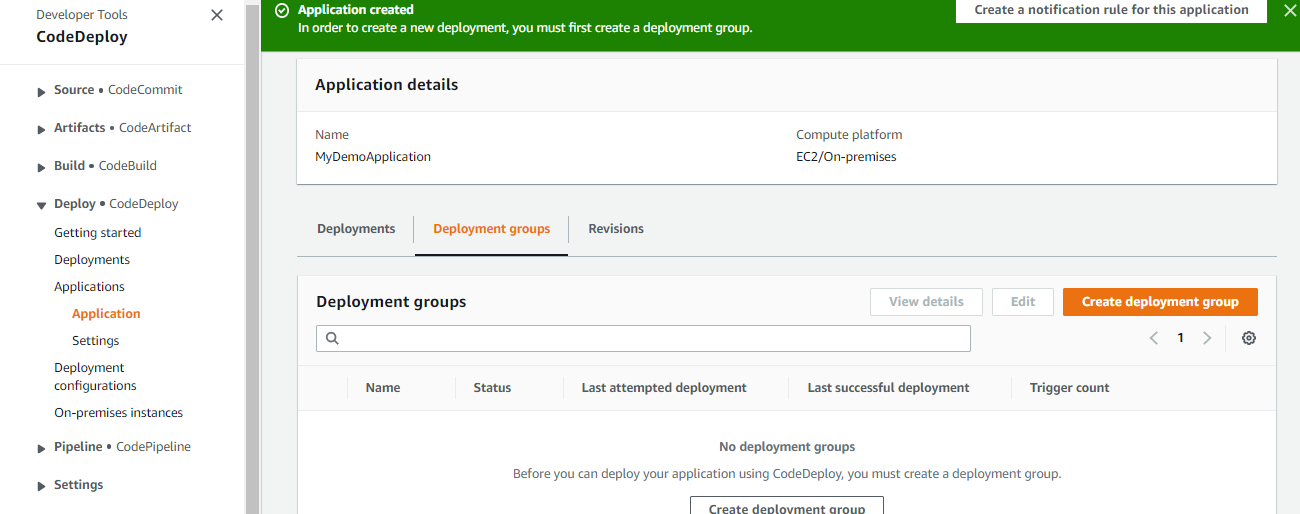 Developer Tools
CodeDeploy
Source • CodeCommit
Artifacts • CodeArtifact
Build • CodeBuild
Deploy • CodeDeploy
Getting started
Deployments
Applications
Application
Settings
Deployment
configurations
On-premises instances
Pipeline • CodePipeline
Settings
Application created
In order to create a new deployment, you must first create a deployment group.
Create a notification rule for this application
Application details
Name
MyDemoApplication
Compute platform
EC2/On-premises
Deployments
Deployment groups
Revisions
Deployment groups
View details
Edit
Create deployment group
1
Name
Status
Last attempted deployment
Last successful deployment
Trigger count
No deployment groups
Before you can deploy your application using CodeDeploy, you must create a deployment group.
Create deployment group